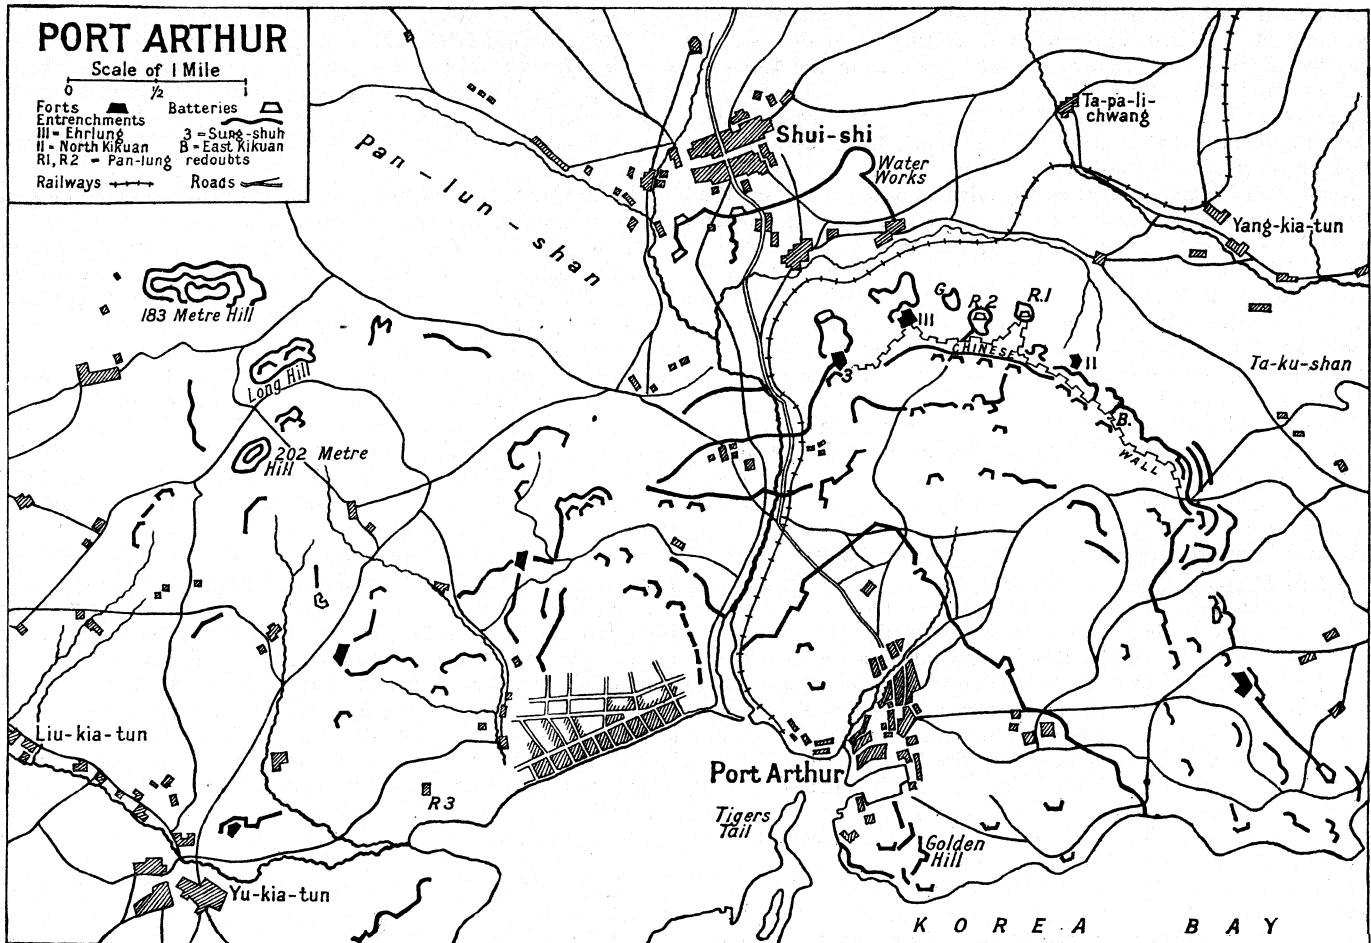 PORT ARTHUR
Scale of 1 Mile
0 ½ 1
Forts Batteries
Entrenchments
III = Ehrlung 3 = Sung-shuh
II = North Kikuan B = East Kikuan
R1, R2 = Pan-lung redoubts
Railways Roads
Ta-pa-li-
chwang
Shui-shi
Pan-lun-shan
Water
Works
Yang-kia-tun
183 Metre Hill
G
R.2
R.1
III
CHINESE
II
3
Ta-ku-shan
Long Hill
B.
202 Metre
Hill
WALL
Liu-kia-tun
Port Arthur
R3
Tigers
Tail
Golden
Hill
Yu-kia-tun
KOREA BAY